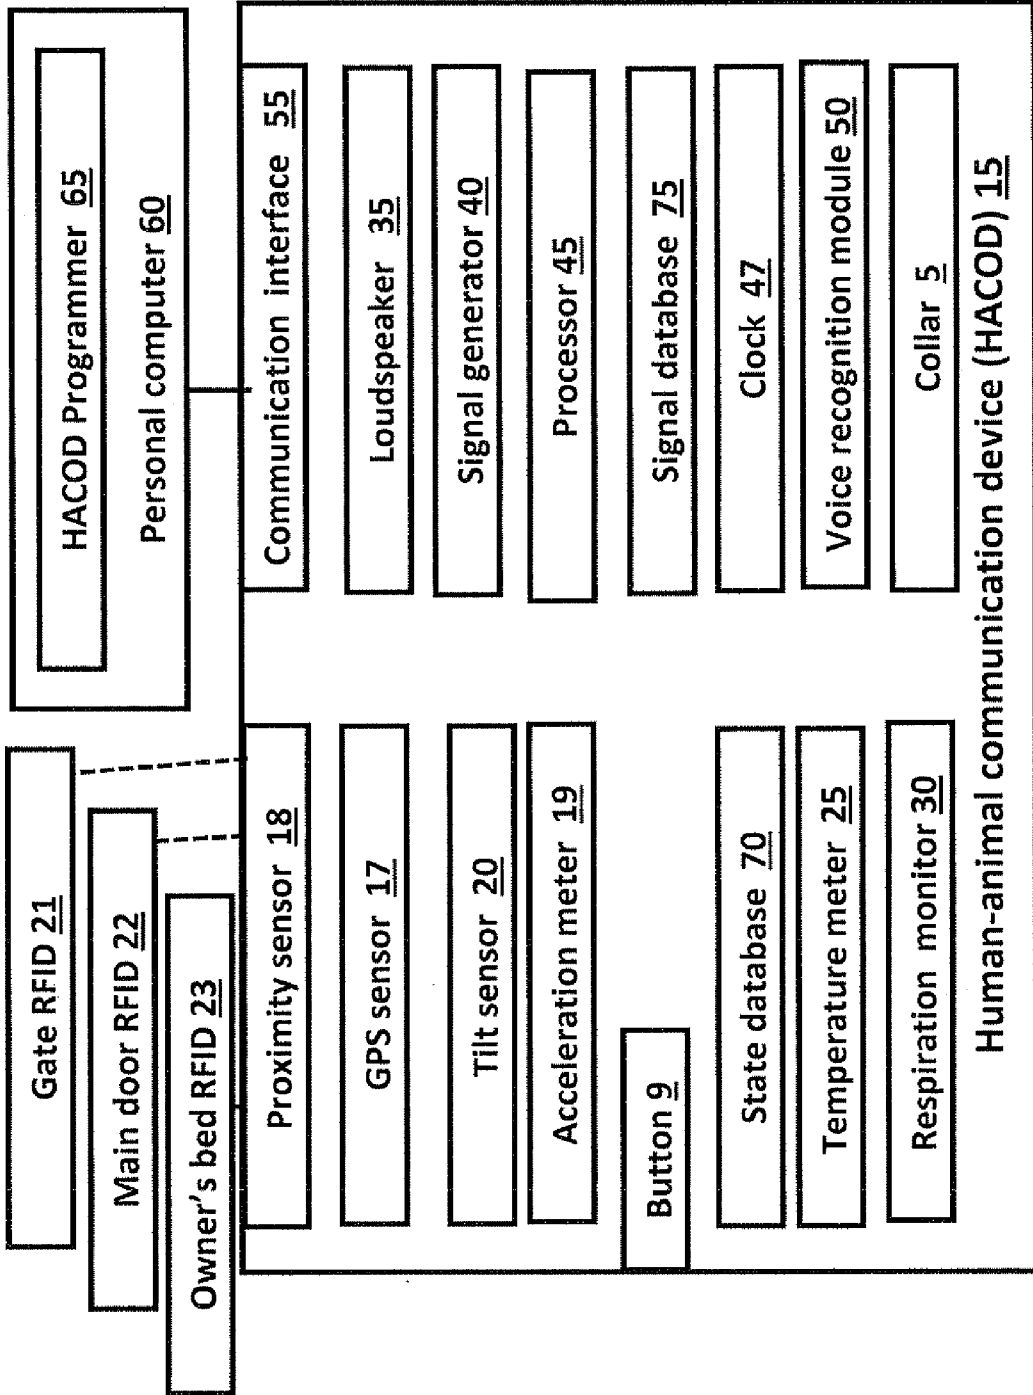 Gate RFID 21
Main door RFID 22
Owner's bed RFID 23
HACOD Programmer 65
Personal computer 60
Proximity sensor 18
GPS sensor 17
Tilt sensor 20
Acceleration meter 19
Button 9
State database 70
Temperature meter 25
Respiration monitor 30
Communication interface 55
Loudspeaker 35
Signal generator 40
Processor 45
Signal database 75
Clock 47
Voice recognition module 50
Collar 5
Human-animal communication device (HACOD) 15